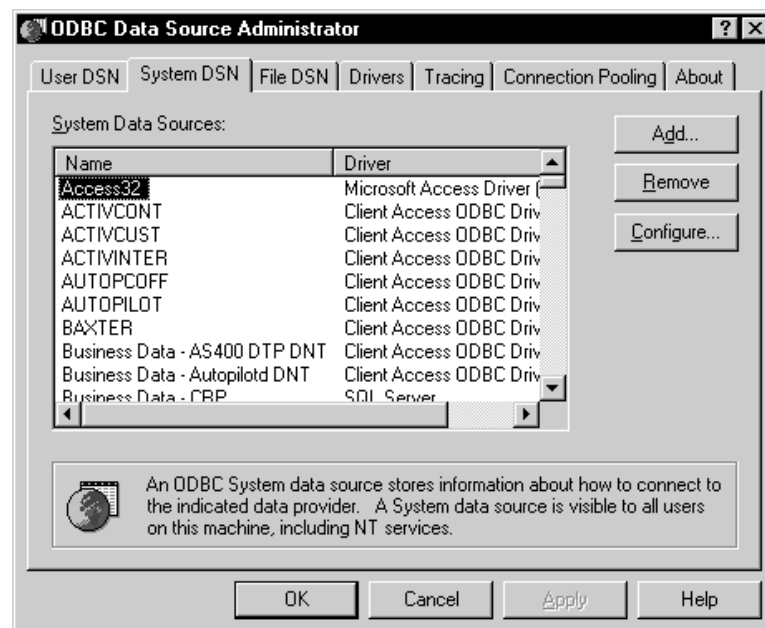 ODBC Data Source Administrator
User DSN System DSN File DSN Drivers Tracing Connection Pooling About
System Data Sources:
Name Driver
Access32 Microsoft Access Driver (
ACTIVCONT Client Access ODBC Driv
ACTIVCUST Client Access ODBC Driv
ACTIVINTER Client Access ODBC Driv
AUTOPCOFF Client Access ODBC Driv
AUTOPILOT Client Access ODBC Driv
BAXTER Client Access ODBC Driv
Business Data - AS400 DTP DNT Client Access ODBC Driv
Business Data - Autopilotd DNT Client Access ODBC Driv
Business Data - CBP SQL Server
Add...
Remove
Configure...
An ODBC System data source stores information about how to connect to
the indicated data provider. A System data source is visible to all users
on this machine, including NT services.
OK Cancel Apply Help